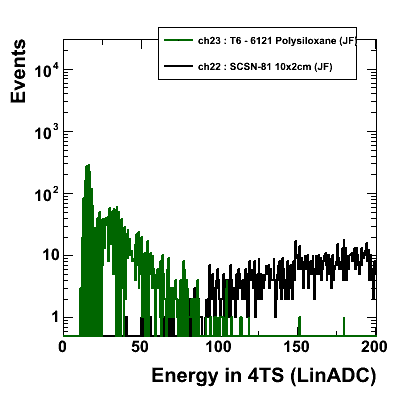 ch23 : T6 - 6121 Polysiloxane (JF)
ch22 : SCSN-81 10x2cm (JF)
Events
10^4
10^3
10^2
10
1
0 50 100 150 200
Energy in 4TS (LinADC)